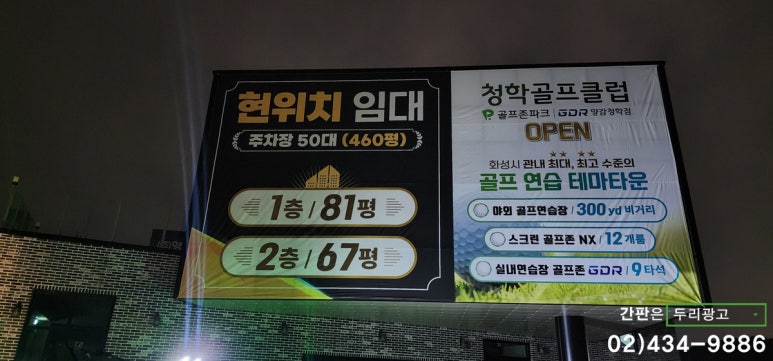 현위치 임대
주차장 50대 (460평)
1층 / 81평
2층 / 67평
청학골프클럽
골프존파크 | GDR 양감청학점
OPEN
화성시 관내 최대, 최고 수준의
골프 연습 테마타운
야외 골프연습장 / 300 yd 비거리
스크린 골프존 NX / 12 개룸
실내연습장 골프존 GDR / 9 타석
간판은 두리광고
02)434-9886